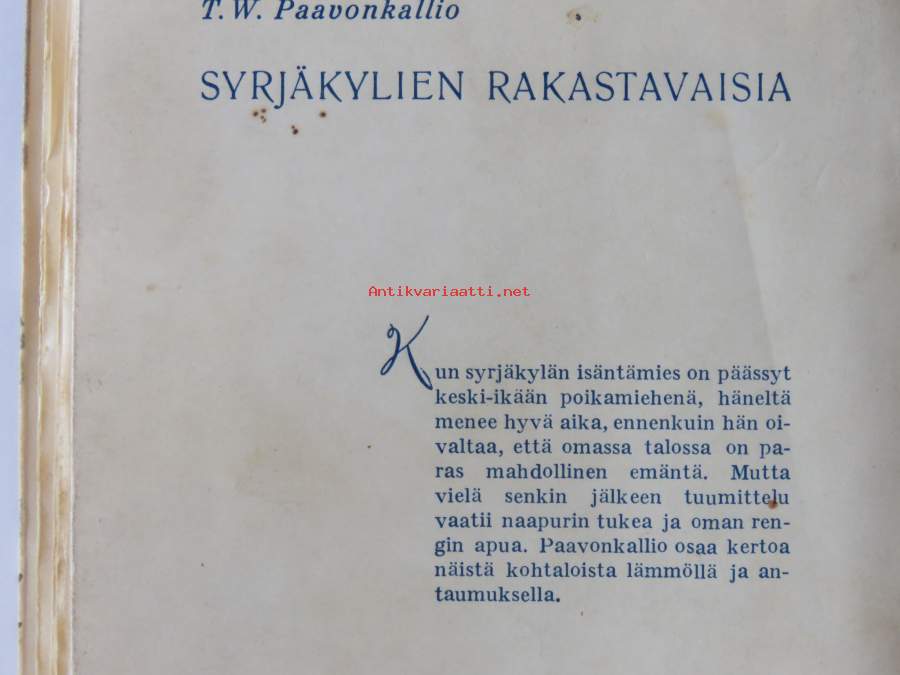 T. W. Paavonkallio
SYRJÄKYLIEN RAKASTAVAISIA
Antikvariaatti.net
Kun syrjäkylän isäntämies on päässyt
keski-ikään poikamiehenä, häneltä
menee hyvä aika, ennenkuin hän oi-
valtaa, että omassa talossa on pa-
ras mahdollinen emäntä. Mutta
vielä senkin jälkeen tuumittelu
vaatii naapurin tukea ja oman ren-
gin apua. Paavonkallio osaa kertoa
näistä kohtaloista lämmöllä ja an-
taumuksella.